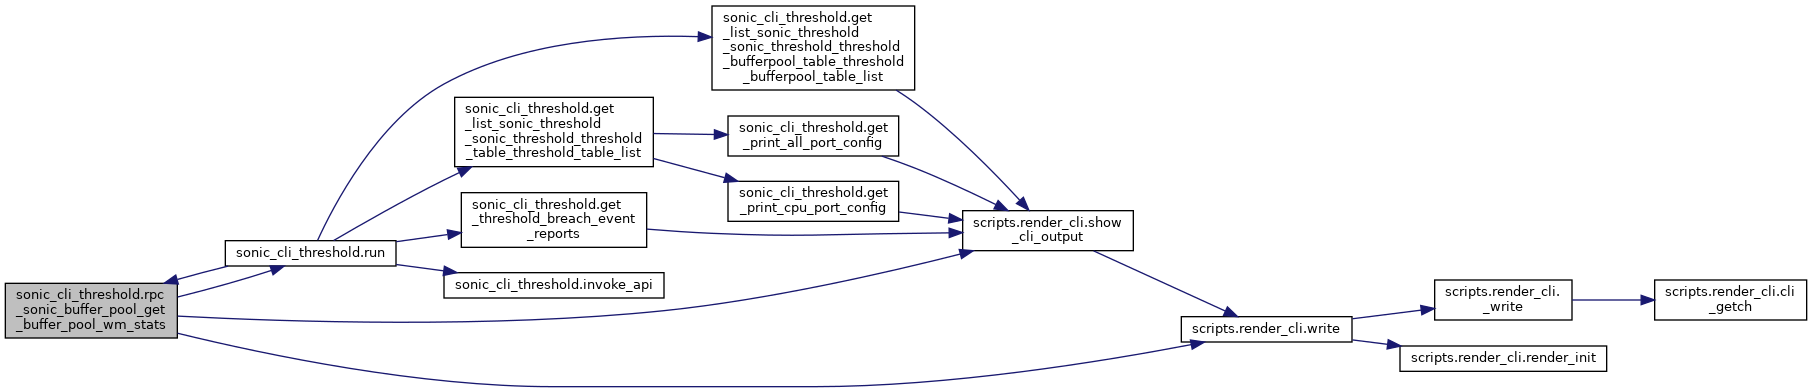 sonic_cli_threshold.get
_list_sonic_threshold
_sonic_threshold_threshold
_bufferpool_table_threshold
_bufferpool_table_list
sonic_cli_threshold.get
_list_sonic_threshold
_sonic_threshold_threshold
_table_threshold_table_list
sonic_cli_threshold.get
_print_all_port_config
sonic_cli_threshold.get
_print_cpu_port_config
sonic_cli_threshold.get
_threshold_breach_event
_reports
scripts.render_cli.show
_cli_output
sonic_cli_threshold.run
sonic_cli_threshold.invoke_api
sonic_cli_threshold.rpc
_sonic_buffer_pool_get
_buffer_pool_wm_stats
scripts.render_cli.write
scripts.render_cli.
_write
scripts.render_cli.cli
_getch
scripts.render_cli.render_init